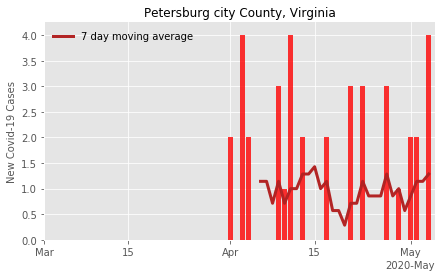 Petersburg city County, Virginia
7 day moving average
New Covid-19 Cases
4.0
3.5
3.0
2.5
2.0
1.5
1.0
0.5
0.0
Mar 15 Apr 15 May
2020-May